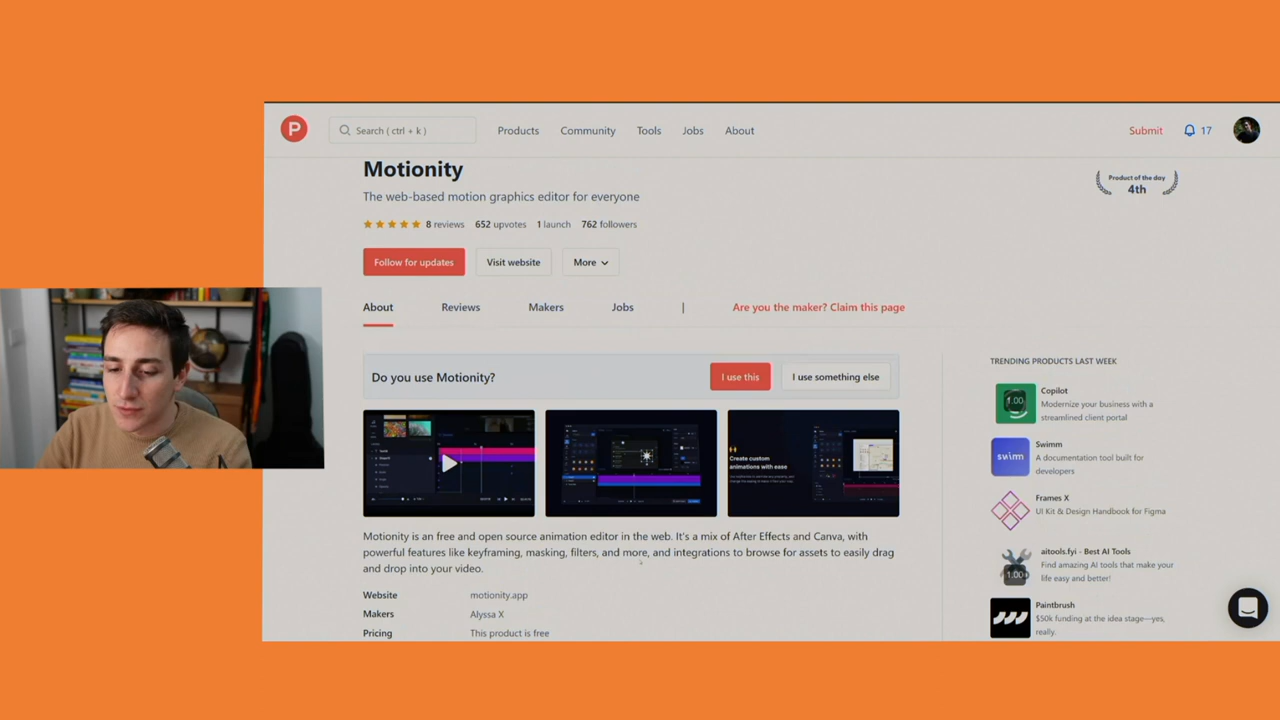 P
Search ( ctrl + k )
Products
Community
Tools
Jobs
About
Submit
17
Motionity
The web-based motion graphics editor for everyone
8 reviews
652 upvotes
1 launch
762 followers
Product of the day
4th
Follow for updates
Visit website
More
About
Reviews
Makers
Jobs
|
Are you the maker? Claim this page
Do you use Motionity?
I use this
I use something else
Create custom
animations with ease
Motionity is an free and open source animation editor in the web. It's a mix of After Effects and Canva, with
powerful features like keyframing, masking, filters, and more, and integrations to browse for assets to easily drag
and drop into your video.
Website
motionity.app
Makers
Alyssa X
Pricing
This product is free
TRENDING PRODUCTS LAST WEEK
1.00
Copilot
Modernize your business with a
streamlined client portal
swimm
Swimm
A documentation tool built for
developers
Frames X
UI Kit & Design Handbook for Figma
1.00
aitools.fyi - Best AI Tools
Find amazing AI tools that make your
life easy and better!
Paintbrush
$50k funding at the idea stage—yes,
really.